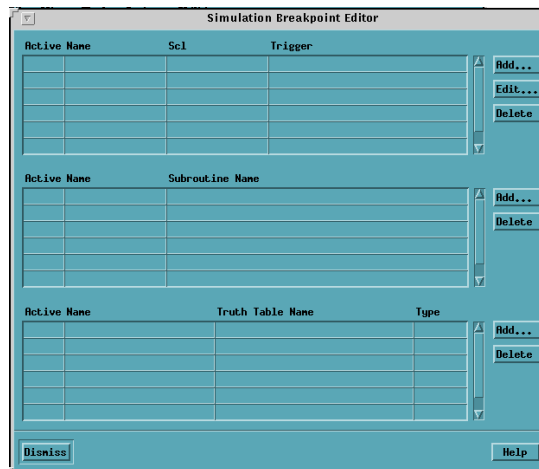 Simulation Breakpoint Editor
Active Name Scl Trigger
Add...
Edit...
Delete
Active Name Subroutine Name
Add...
Delete
Active Name Truth Table Name Type
Add...
Delete
Dismiss Help